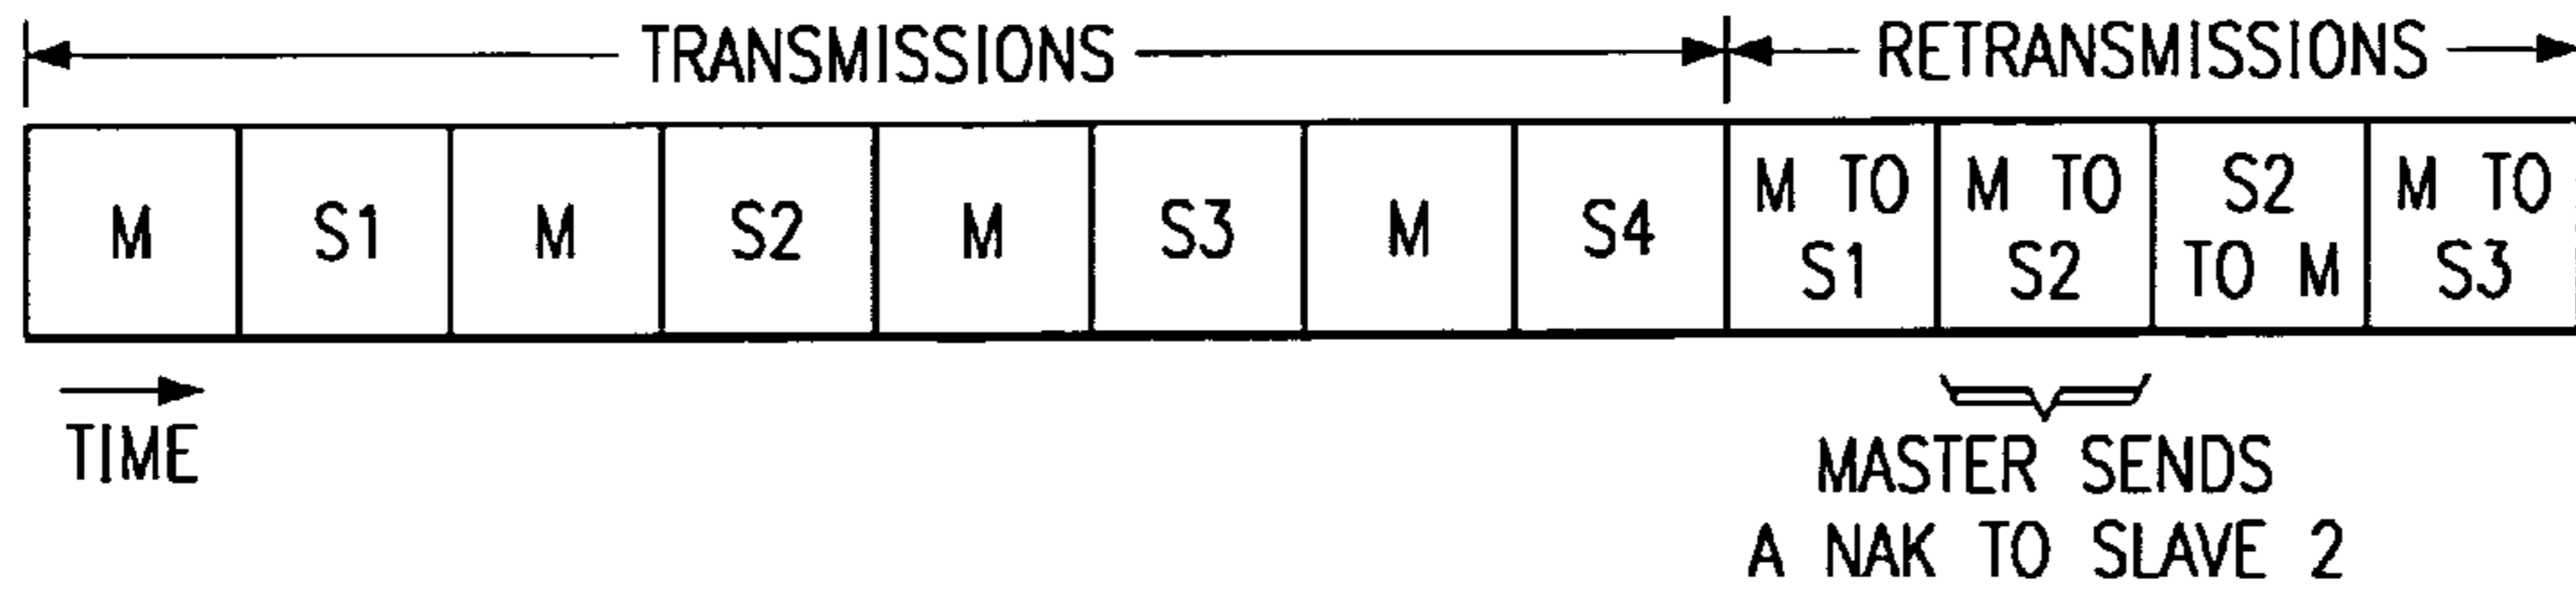 TRANSMISSIONS RETRANSMISSIONS
M S1 M S2 M S3 M S4 M TO S1 M TO S2 S2 TO M M TO S3
TIME
MASTER SENDS
A NAK TO SLAVE 2